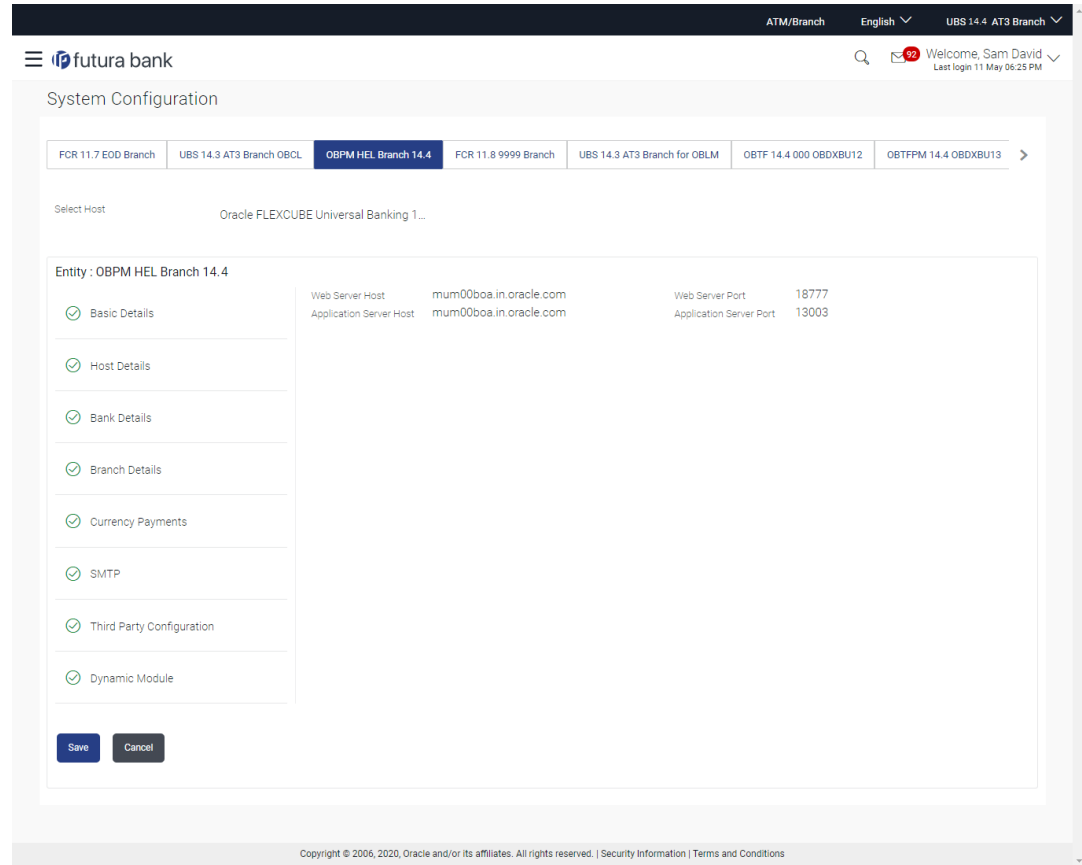 ATM/Branch English UBS 14.4 AT3 Branch
futura bank 92 Welcome, Sam David
Last login 11 May 06:25 PM
System Configuration
FCR 11.7 EOD Branch UBS 14.3 AT3 Branch OBCL OBPM HEL Branch 14.4 FCR 11.8 9999 Branch UBS 14.3 AT3 Branch for OBLM OBTF 14.4 000 OBDXBU12 OBTFPM 14.4 OBDXBU13
Select Host Oracle FLEXCUBE Universal Banking 1...
Entity : OBPM HEL Branch 14.4
Web Server Host mum00boa.in.oracle.com Web Server Port 18777
Application Server Host mum00boa.in.oracle.com Application Server Port 13003
Basic Details
Host Details
Bank Details
Branch Details
Currency Payments
SMTP
Third Party Configuration
Dynamic Module
Save Cancel
Copyright © 2006, 2020, Oracle and/or its affiliates. All rights reserved. | Security Information | Terms and Conditions